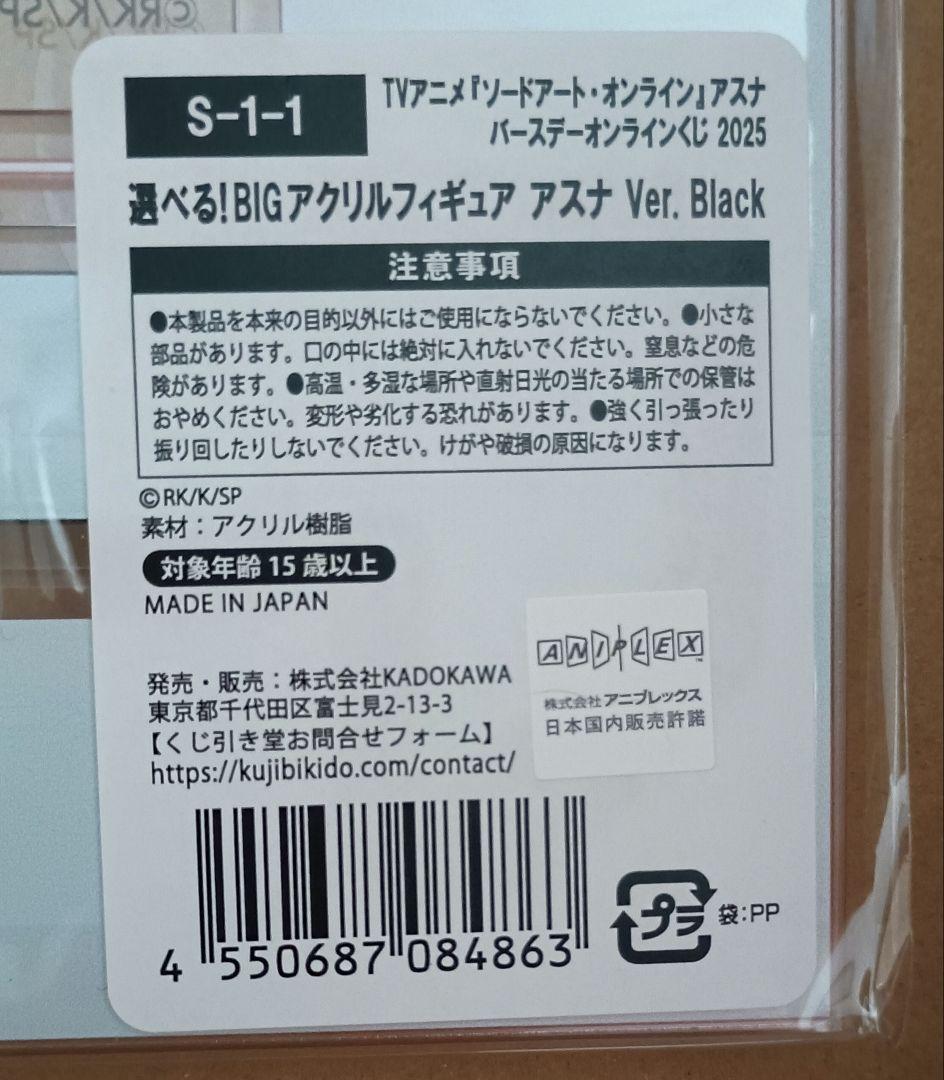 ©RK/K/SP
S-1-1
TVアニメ『ソードアート・オンライン』アスナ
バースデーオンラインくじ 2025
選べる!BIGアクリルフィギュア アスナ Ver. Black
注意事項
●本製品を本来の目的以外にはご使用にならないでください。●小さな
部品があります。口の中には絶対に入れないでください。窒息などの危
険があります。●高温・多湿な場所や直射日光の当たる場所での保管は
おやめください。変形や劣化する恐れがあります。●強く引っ張ったり
振り回したりしないでください。けがや破損の原因になります。
©RK/K/SP
素材：アクリル樹脂
対象年齢 15 歳以上
MADE IN JAPAN
発売・販売：株式会社KADOKAWA
東京都千代田区富士見2-13-3
【くじ引き堂お問合せフォーム】
https://kujibikido.com/contact/
ANIPLEX™
株式会社 アニプレックス
日本国内販売許諾
4 550687 084863
プラ
袋:PP